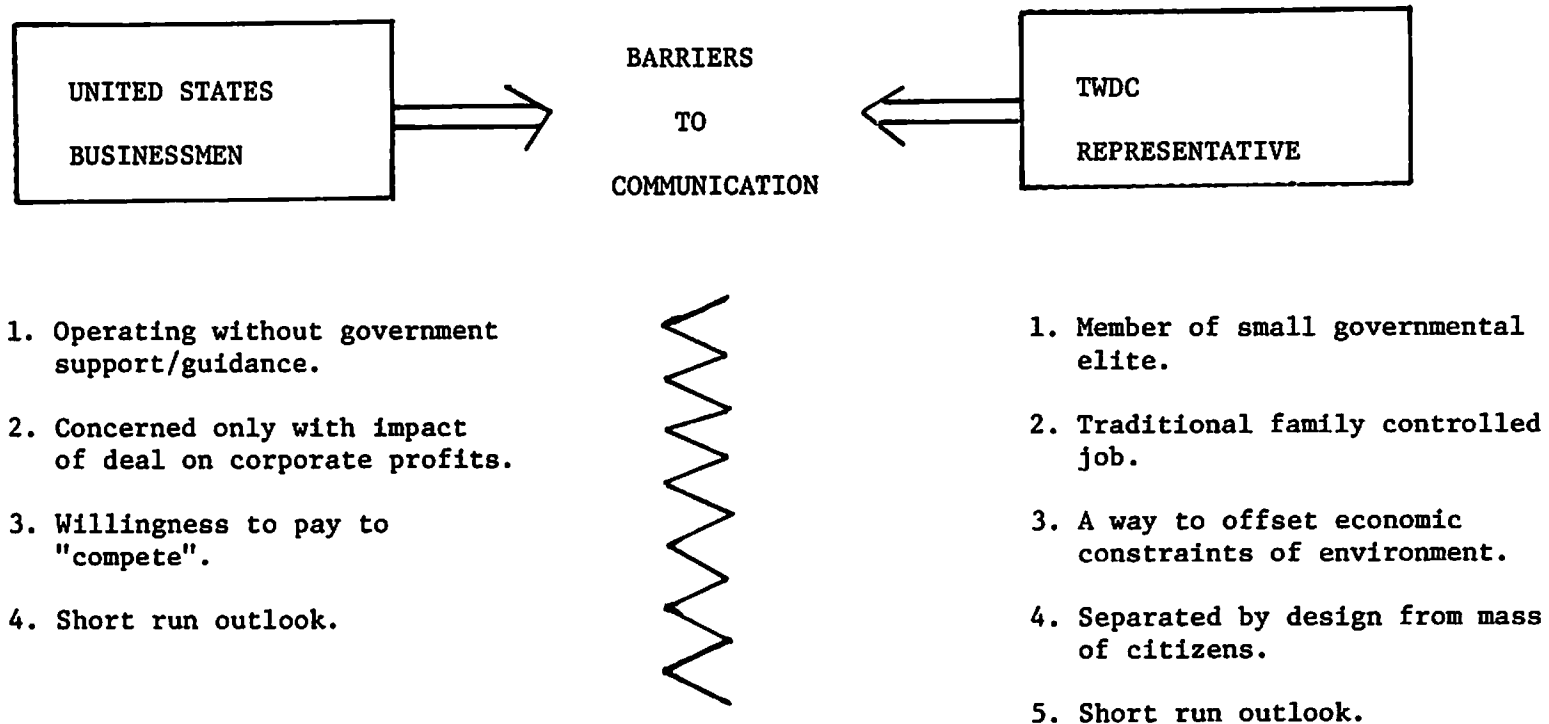 UNITED STATES
BUSINESSMEN
BARRIERS
TO
COMMUNICATION
TWDC
REPRESENTATIVE
1. Operating without government
support/guidance.
2. Concerned only with impact
of deal on corporate profits.
3. Willingness to pay to
"compete".
4. Short run outlook.
1. Member of small governmental
elite.
2. Traditional family controlled
job.
3. A way to offset economic
constraints of environment.
4. Separated by design from mass
of citizens.
5. Short run outlook.